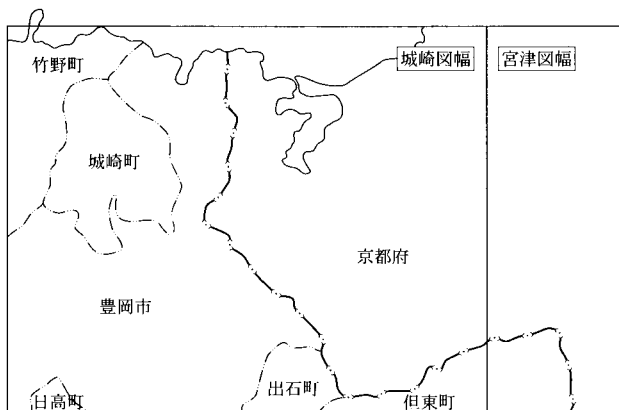 竹野町
城崎図幅
宮津図幅
城崎町
京都府
豊岡市
出石町
日高町
但東町